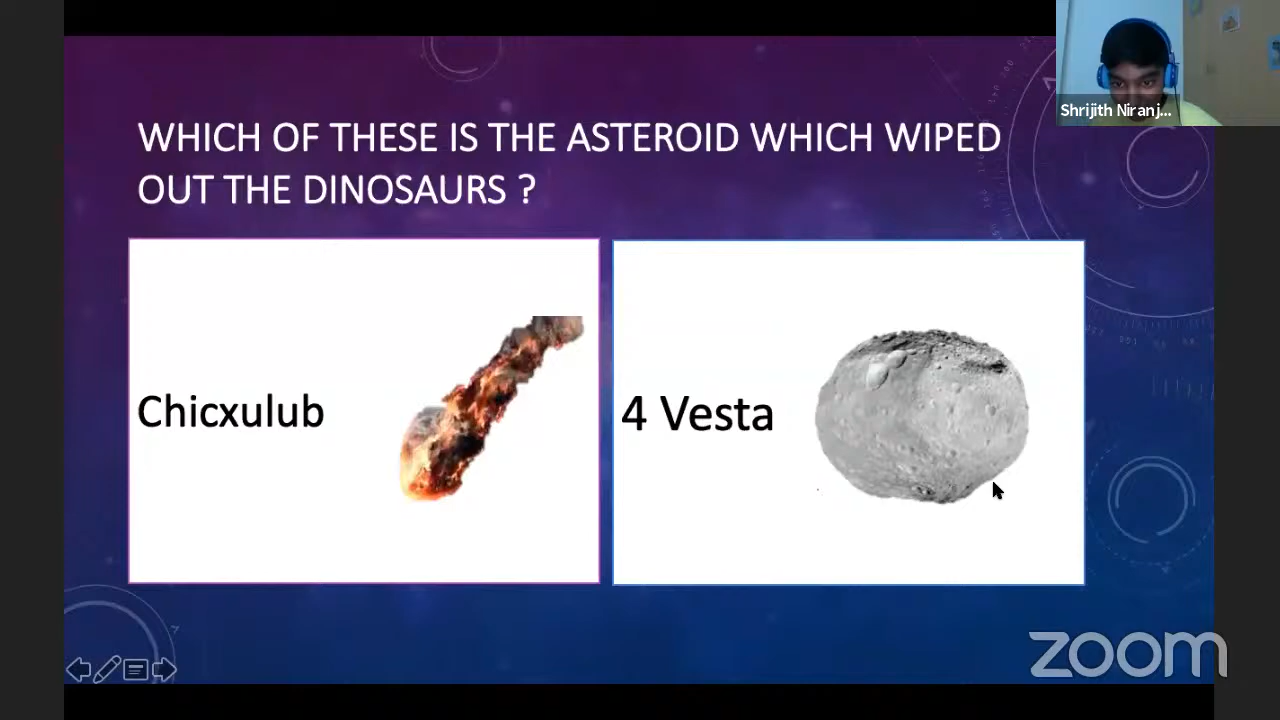 Shrijith Niranj...
WHICH OF THESE IS THE ASTEROID WHICH WIPED
OUT THE DINOSAURS ?
Chicxulub
4 Vesta
zoom